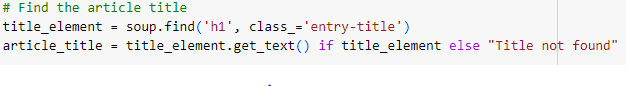 # Find the article title
title_element = soup.find('h1', class_='entry-title')
article_title = title_element.get_text() if title_element else "Title not found"